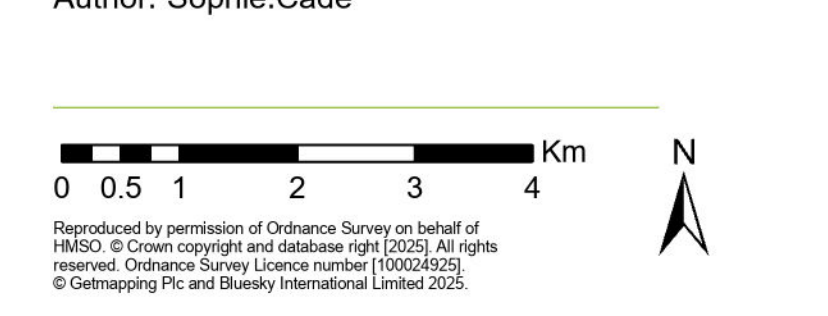 Author: Sophie.Cade
Km
N
0 0.5 1 2 3 4
Reproduced by permission of Ordnance Survey on behalf of
HMSO. © Crown copyright and database right [2025]. All rights
reserved. Ordnance Survey Licence number [100024925].
© Getmapping Plc and Bluesky International Limited 2025.